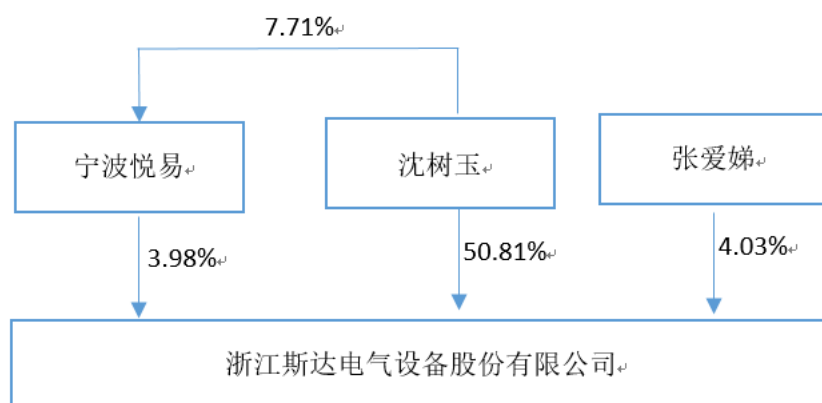 7.71%
宁波悦易
沈树玉
张爱娣
3.98%
50.81%
4.03%
浙江斯达电气设备股份有限公司